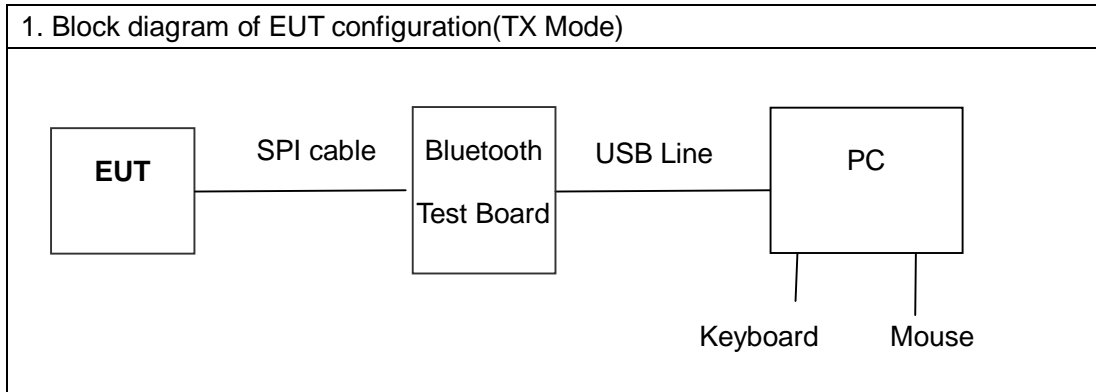 1. Block diagram of EUT configuration(TX Mode)
EUT
SPI cable
Bluetooth
Test Board
USB Line
PC
Keyboard
Mouse